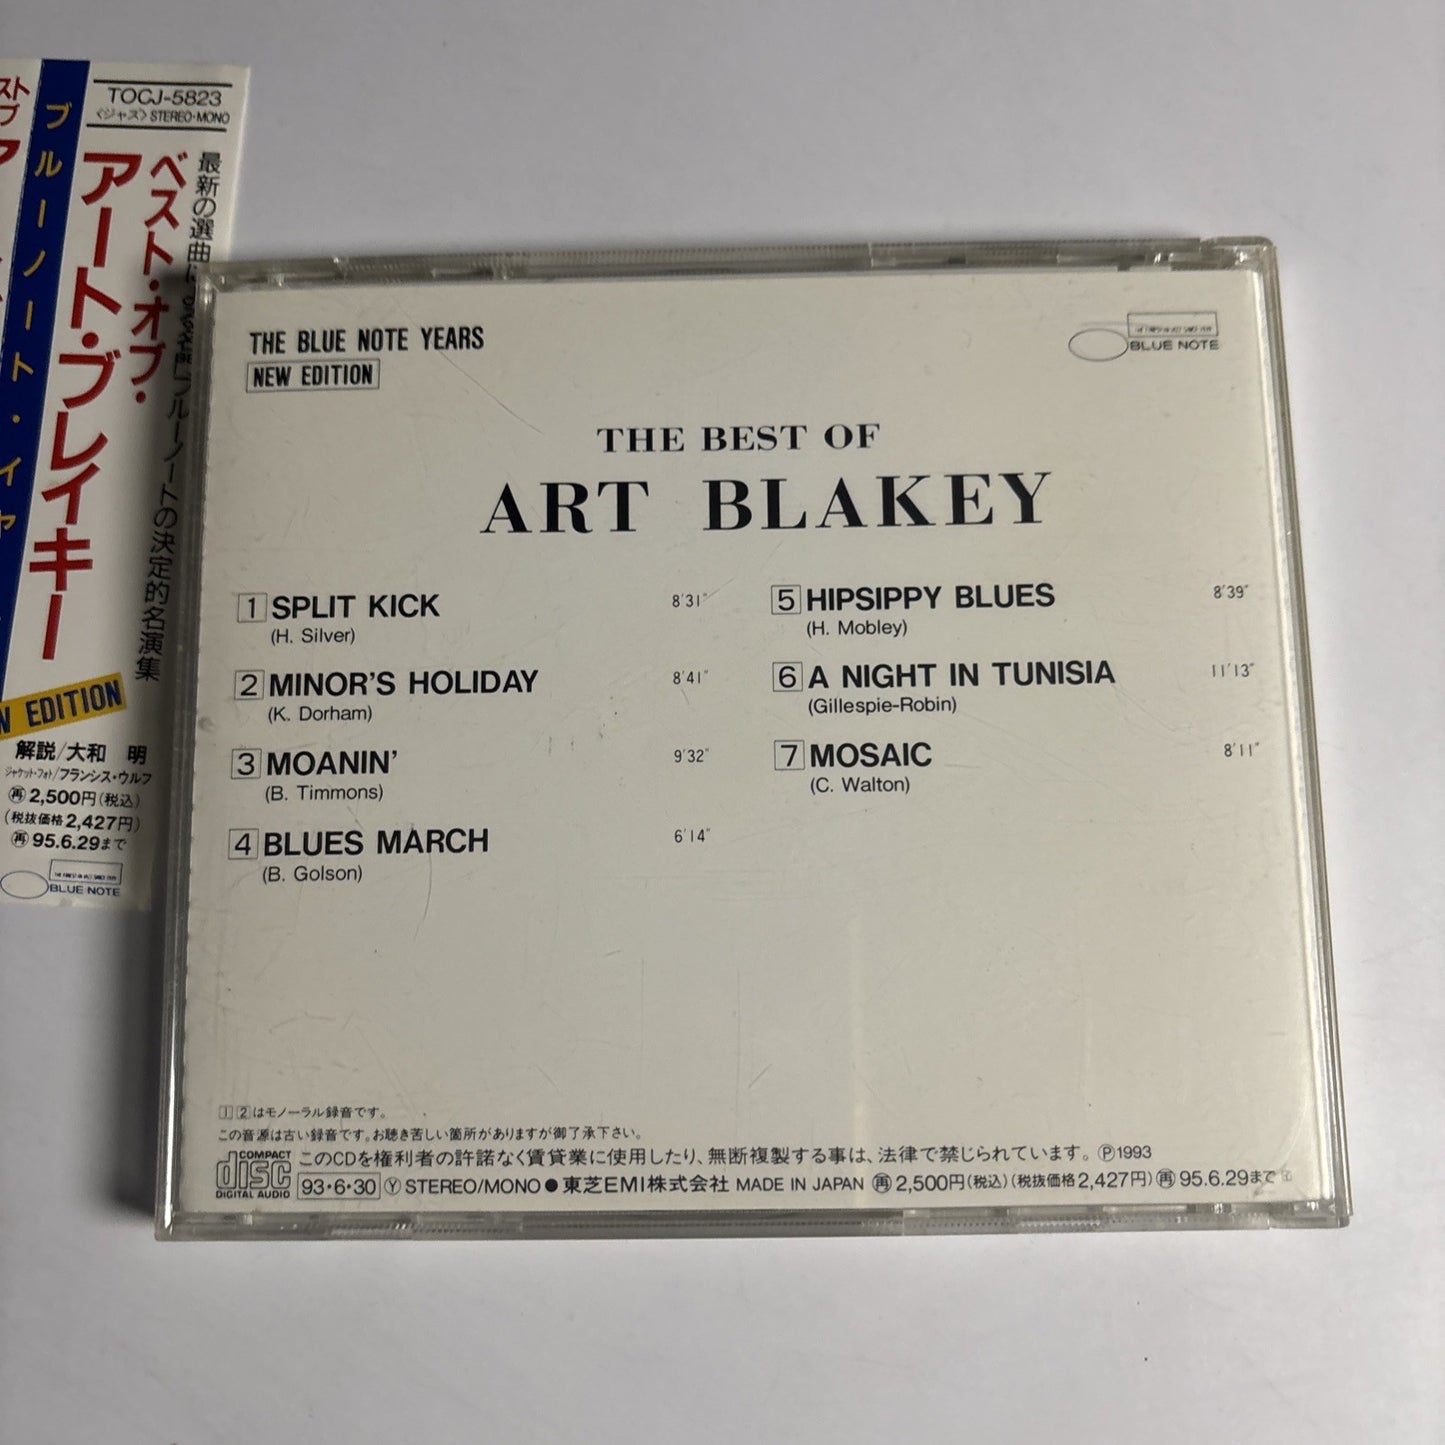 TOCJ-5823
〈ジャズ〉STEREO・MONO
最新の選曲
ルーノートの決定的名演集
ベスト・オブ・
アート・ブレイキー
ブルーノート・イヤ
EDITION
解説/大和 明
ジャケット・フォト/フランシス・ウルフ
再2,500円(税込)
(税抜価格2,427円)
再95.6.29まで
BLUE NOTE
THE BLUE NOTE YEARS
NEW EDITION
BLUE NOTE
THE BEST OF
ART BLAKEY
1 SPLIT KICK 8'31"
(H. Silver)
2 MINOR'S HOLIDAY 8'41"
(K. Dorham)
3 MOANIN' 9'32"
(B. Timmons)
4 BLUES MARCH 6'14"
(B. Golson)
5 HIPSIPPY BLUES 8'39"
(H. Mobley)
6 A NIGHT IN TUNISIA 11'13"
(Gillespie-Robin)
7 MOSAIC 8'11"
(C. Walton)
1 2はモノーラル録音です。
この音源は古い録音です。お聴き苦しい箇所がありますが御了承下さい。
COMPACT disc DIGITAL AUDIO
このCDを権利者の許諾なく賃貸業に使用したり、無断複製する事は、法律で禁じられています。Ⓟ1993
93・6・30 Ⓨ STEREO/MONO●東芝EMI株式会社 MADE IN JAPAN 再2,500円(税込)(税抜価格2,427円)再95.6.29まで